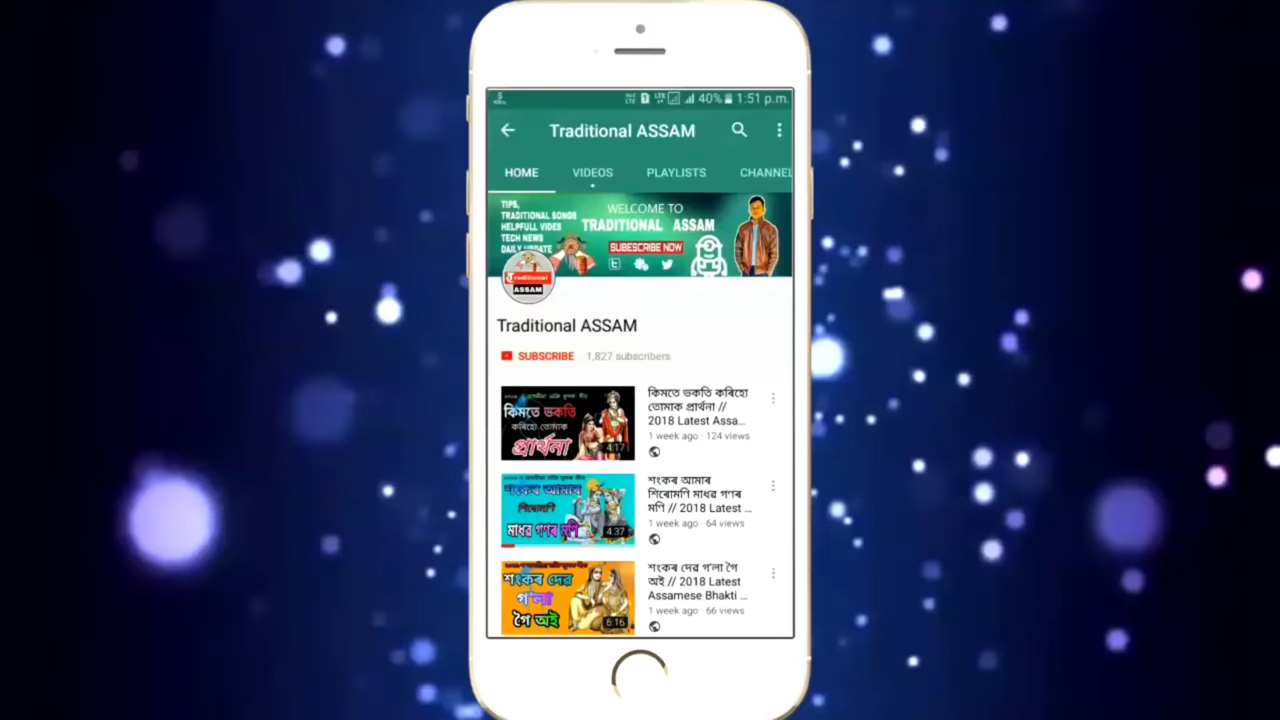 40% 1:51 p.m.
Traditional ASSAM
HOME VIDEOS PLAYLISTS CHANNEL
TIPS,
TRADITIONAL SONGS
HELPFULL VIDES
TECH NEWS
DAILY UPDATE
WELCOME TO
TRADITIONAL ASSAM
SUBESCRIBE NOW
Traditional
ASSAM
Traditional ASSAM
SUBSCRIBE 1,827 subscribers
কিমতে ভকতি
কৰিহো তোমাক
প্ৰাৰ্থনা
4:17
কিমতে ভকতি কৰিহো
তোমাক প্ৰাৰ্থনা //
2018 Latest Assa...
1 week ago · 124 views
শংকৰ আমাৰ
শিৰোমণি
মাধৱ গণৰ মণি
4:37
শংকৰ আমাৰ
শিৰোমণি মাধৱ গণৰ
মণি // 2018 Latest ...
1 week ago · 64 views
শংকৰ দেৱ
গ'লা
গৈ অই
6:16
শংকৰ দেৱ গ'লা গৈ
অই // 2018 Latest
Assamese Bhakti ...
1 week ago · 66 views